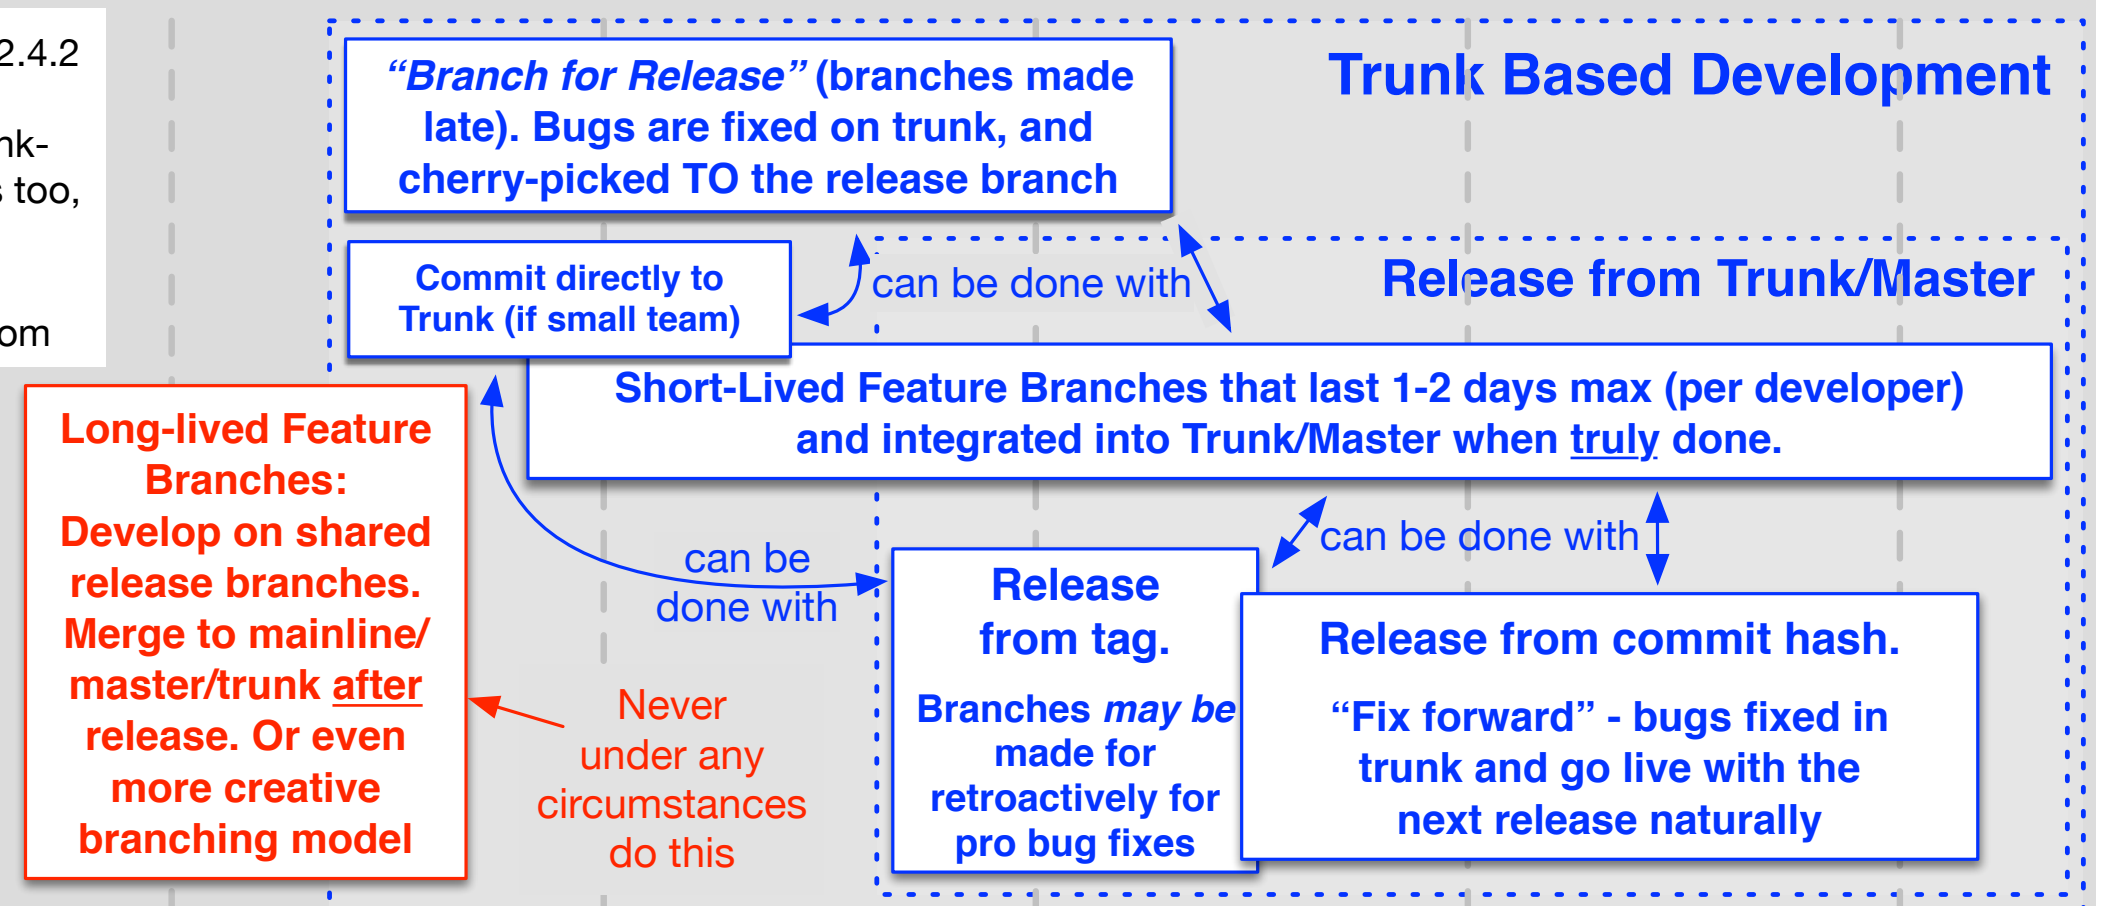 2.4.2
nk-
s too,
om
“Branch for Release” (branches made
late). Bugs are fixed on trunk, and
cherry-picked TO the release branch
Trunk Based Development
Commit directly to
Trunk (if small team)
can be done with
Release from Trunk/Master
Short-Lived Feature Branches that last 1-2 days max (per developer)
and integrated into Trunk/Master when truly done.
Long-lived Feature
Branches:
Develop on shared
release branches.
Merge to mainline/
master/trunk after
release. Or even
more creative
branching model
can be
done with
can be done with
Never
under any
circumstances
do this
Release
from tag.
Branches may be
made for
retroactively for
pro bug fixes
Release from commit hash.
“Fix forward” - bugs fixed in
trunk and go live with the
next release naturally